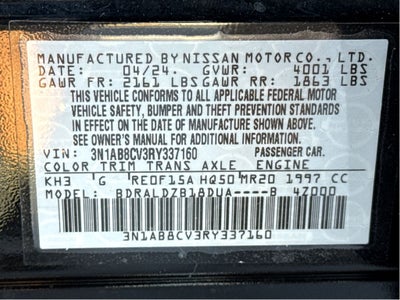 MANUFACTURED BY NISSAN MOTOR CO., LTD.
DATE: 04/24. GVWR: 4001 LBS
GAWR FR: 2161 LBS GAWR RR: 1863 LBS
THIS VEHICLE CONFORMS TO ALL APPLICABLE FEDERAL MOTOR
VEHICLE SAFETY, BUMPER AND THEFT PREVENTION STANDARDS
IN EFFECT ON THE DATE OF MANUFACTURE SHOWN ABOVE.
SEE OWNER'S MANUAL FOR ADDITIONAL INFORMATION
VIN: 3N1AB8CV3RY337160 PASSENGER CAR.
COLOR TRIM TRANS AXLE ENGINE
KH3 G RE0F15A HQ50 MR20 1997 CC
MODEL: BDRALDZB18DUA----B 4Z000
3N1AB8CV3RY337160